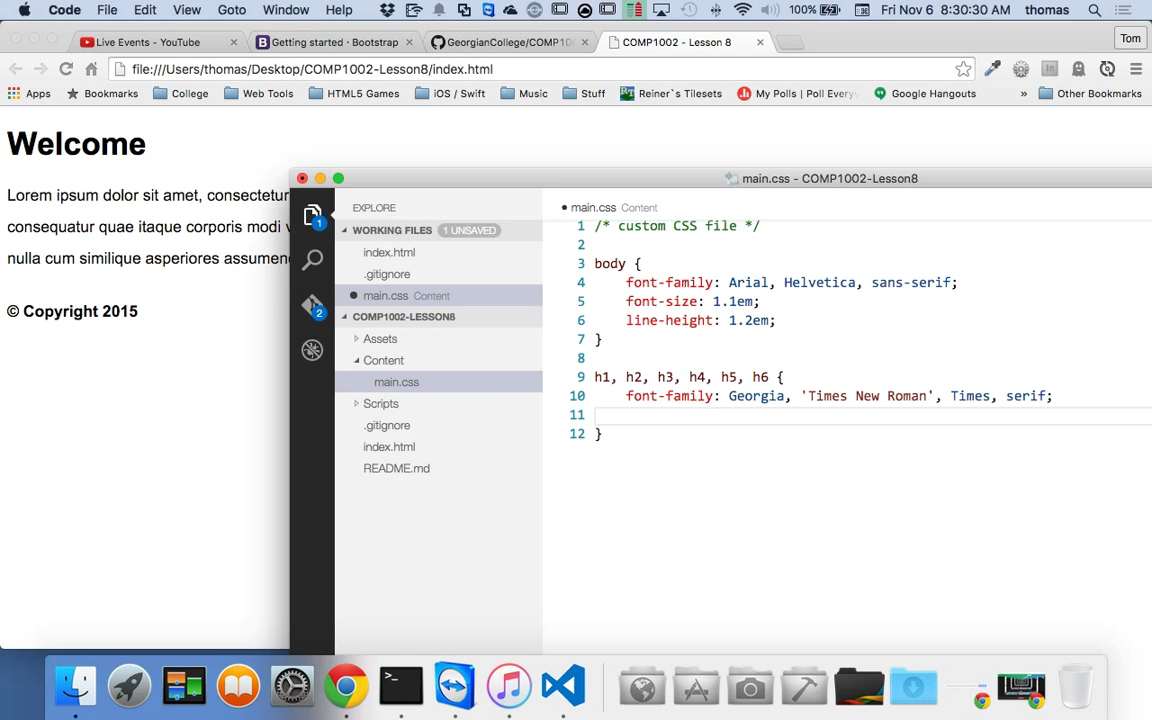 Code File Edit View Goto Window Help 100% Fri Nov 6 8:30:30 AM thomas
Live Events - YouTube × Getting started · Bootstrap × GeorgianCollege/COMP10 × COMP1002 - Lesson 8 × Tom
file:///Users/thomas/Desktop/COMP1002-Lesson8/index.html
Apps Bookmarks College Web Tools HTML5 Games iOS / Swift Music Stuff Reiner`s Tilesets My Polls | Poll Every Google Hangouts » Other Bookmarks
Welcome
Lorem ipsum dolor sit amet, consectetur
consequatur quae itaque corporis modi v
nulla cum similique asperiores assumen
© Copyright 2015
main.css - COMP1002-Lesson8
1
2
EXPLORE
WORKING FILES 1 UNSAVED
index.html
.gitignore
main.css Content
COMP1002-LESSON8
Assets
Content
main.css
Scripts
.gitignore
index.html
README.md
main.css Content
1 /* custom CSS file */
2
3 body {
4 font-family: Arial, Helvetica, sans-serif;
5 font-size: 1.1em;
6 line-height: 1.2em;
7 }
8
9 h1, h2, h3, h4, h5, h6 {
10 font-family: Georgia, 'Times New Roman', Times, serif;
11
12 }